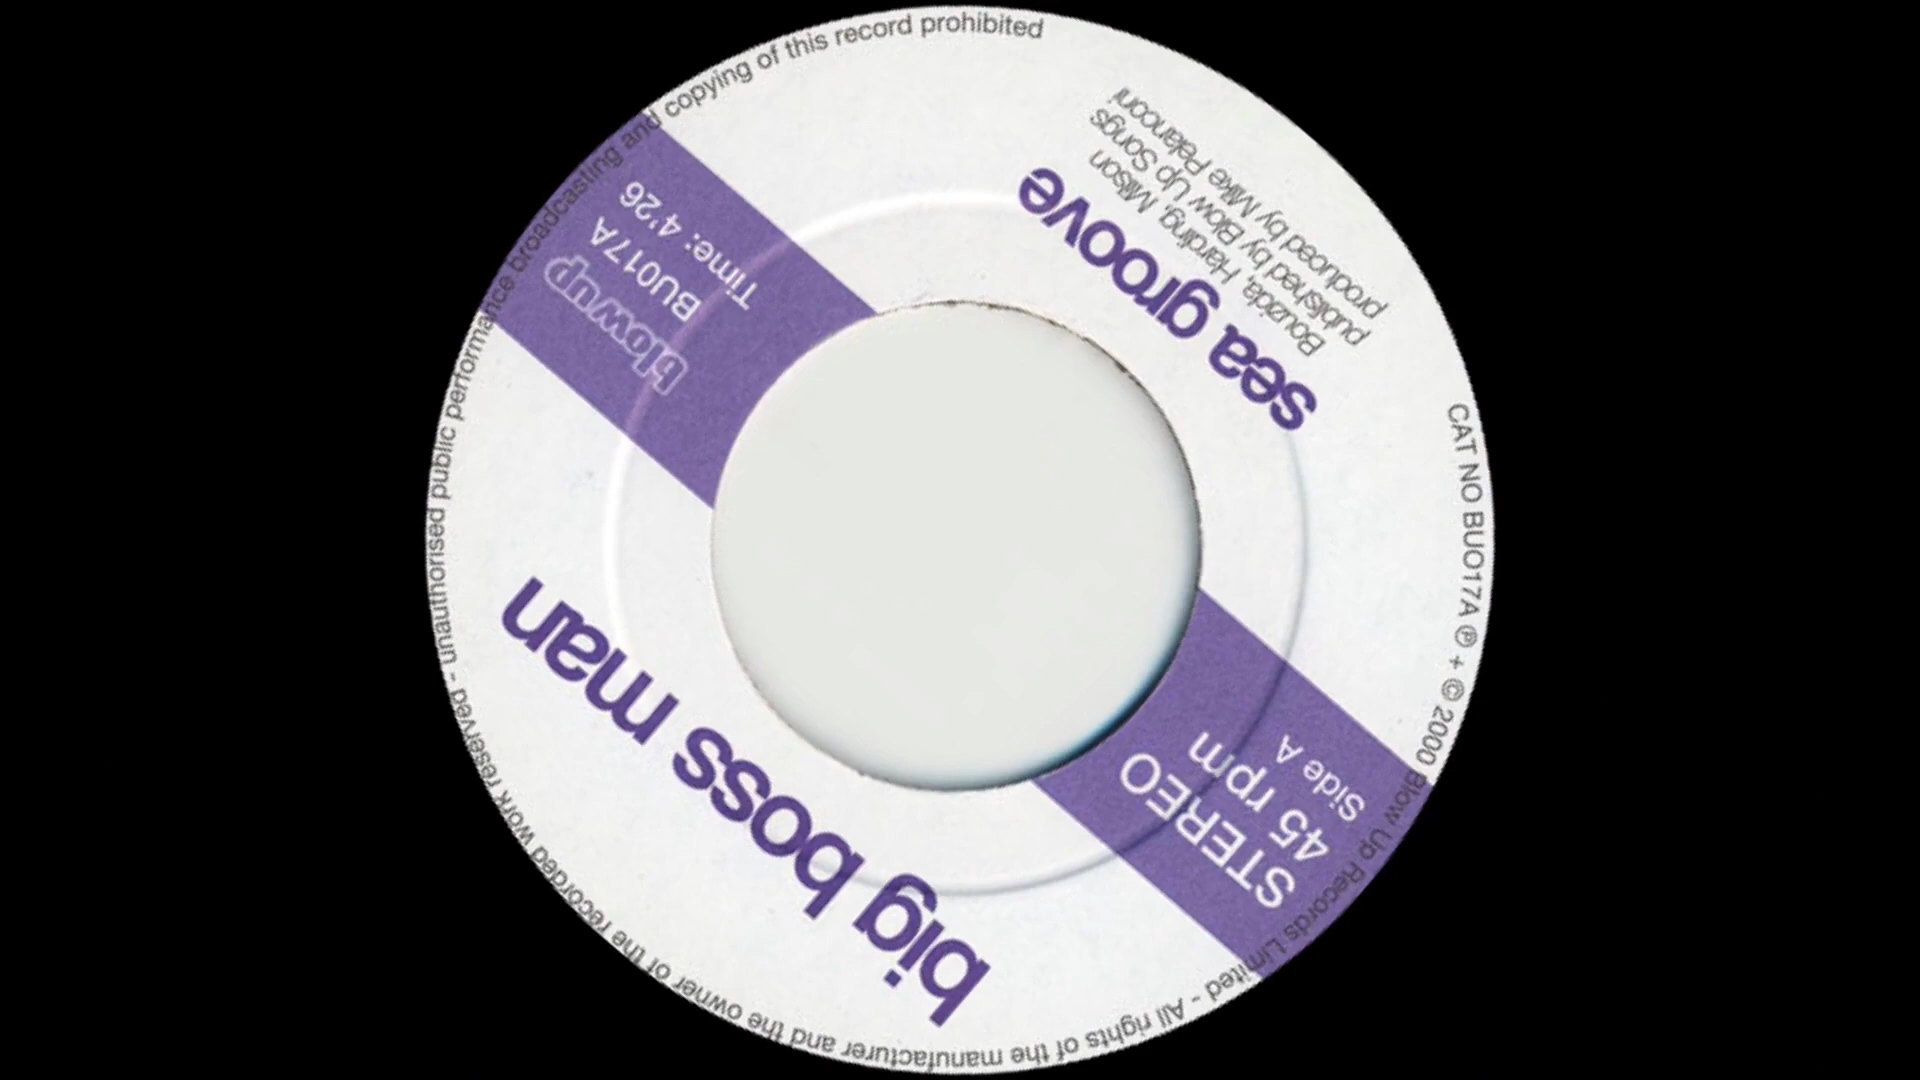 big boss man
STEREO
45 rpm
Side A
blow up
BU017A
Time: 4'26
sea groove
Bouzida, Harding, Milson
published by Blow Up Songs
produced by Mike Pelanconi
CAT NO BUO17A ℗ + © 2000 Blow Up Records Limited - All rights of the manufacturer and the owner of the recorded work reserved - unauthorised public performance broadcasting and copying of this record prohibited